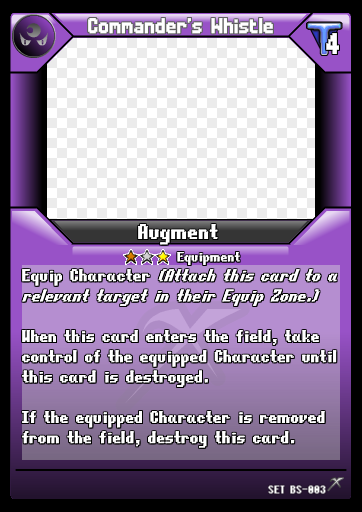 Commander's Whistle
T4
Augment
Equipment
Equip Character (Attach this card to a
relevant target in their Equip Zone.)
When this card enters the field, take
control of the equipped Character until
this card is destroyed.
If the equipped Character is removed
from the field, destroy this card.
SET BS-003